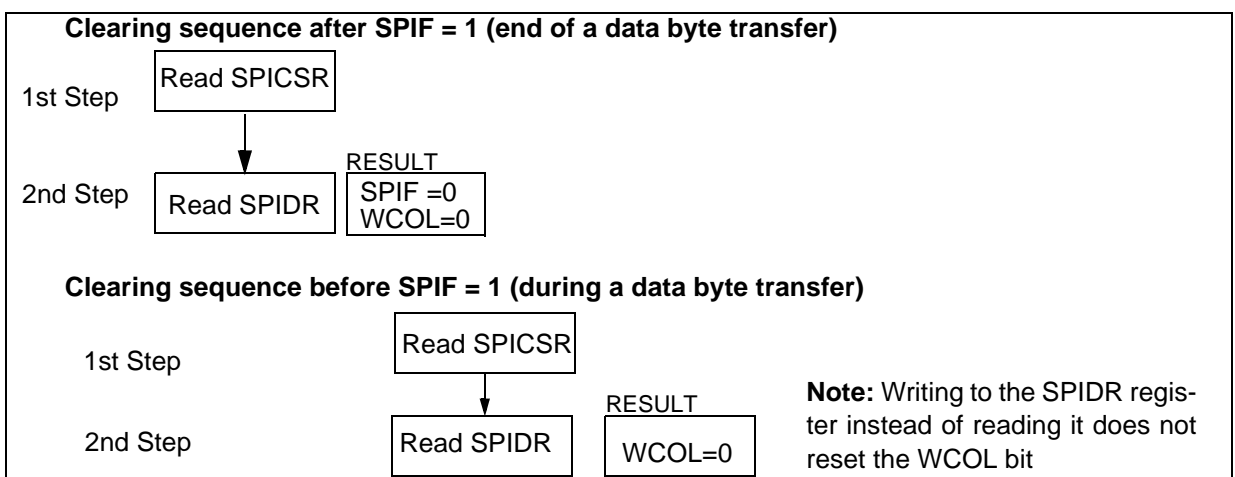 Clearing sequence after SPIF = 1 (end of a data byte transfer)
1st Step
Read SPICSR
RESULT
2nd Step
Read SPIDR
SPIF =0
WCOL=0
Clearing sequence before SPIF = 1 (during a data byte transfer)
1st Step
Read SPICSR
RESULT
2nd Step
Read SPIDR
WCOL=0
Note: Writing to the SPIDR regis-
ter instead of reading it does not
reset the WCOL bit